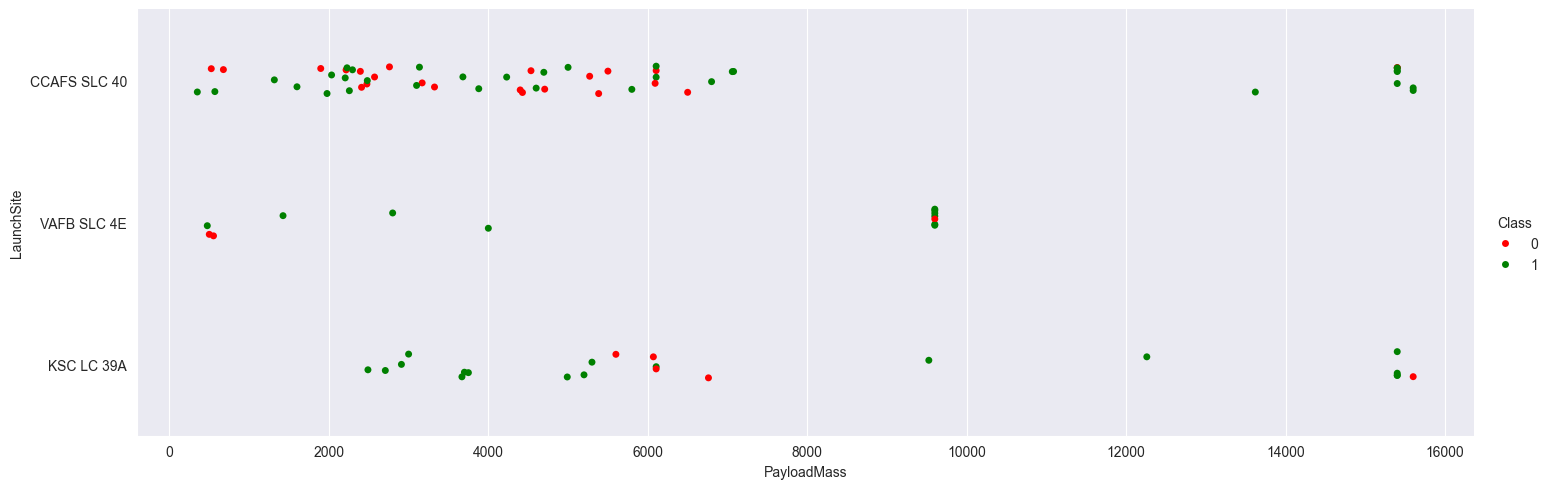 LaunchSite
CCAFS SLC 40
VAFB SLC 4E
KSC LC 39A
0 2000 4000 6000 8000 10000 12000 14000 16000
PayloadMass
Class
0
1